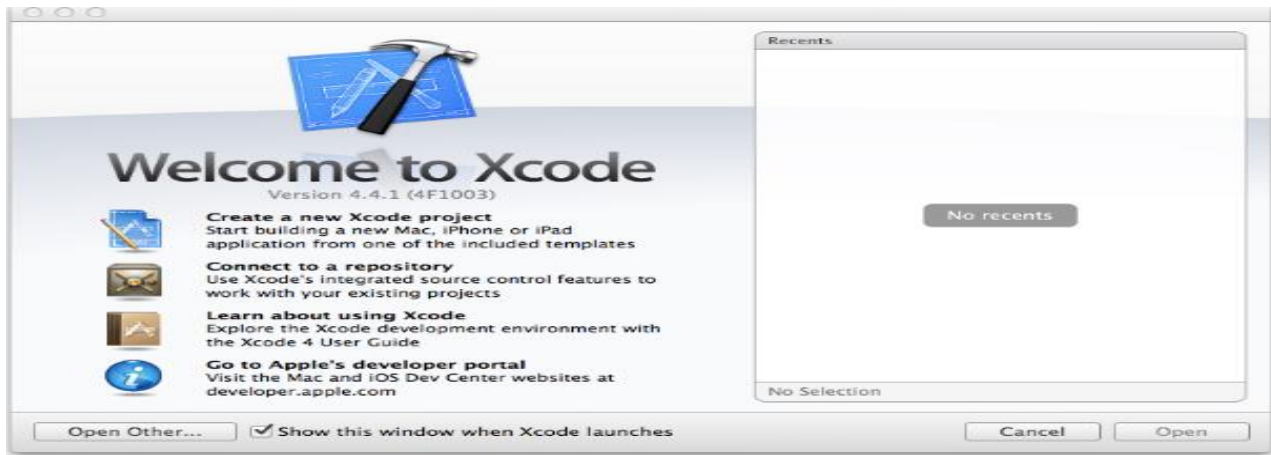 Recents
Welcome to Xcode
Version 4.4.1 (4F1003)
Create a new Xcode project
Start building a new Mac, iPhone or iPad
application from one of the included templates
Connect to a repository
Use Xcode's integrated source control features to
work with your existing projects
Learn about using Xcode
Explore the Xcode development environment with
the Xcode 4 User Guide
Go to Apple's developer portal
Visit the Mac and iOS Dev Center websites at
developer.apple.com
No recents
No Selection
Open Other...
Show this window when Xcode launches
Cancel
Open